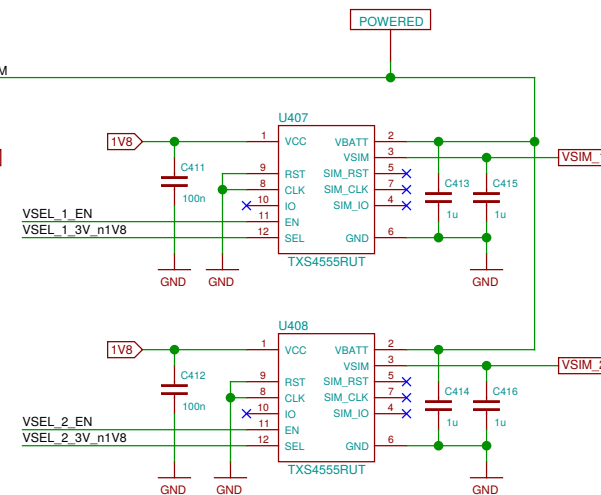 POWERED
M
U407
1V8
1 VCC VBATT 2
VSIM 3
VSIM_
C411
100n
9 RST SIM_RST 5
8 CLK SIM_CLK 7
10 IO SIM_IO 4
C413
1u
C415
1u
VSEL_1_EN
11 EN
VSEL_1_3V_n1V8
12 SEL GND 6
TXS4555RUT
GND
GND
GND
U408
1V8
1 VCC VBATT 2
VSIM 3
VSIM_2
C412
100n
9 RST SIM_RST 5
8 CLK SIM_CLK 7
10 IO SIM_IO 4
C414
1u
C416
1u
VSEL_2_EN
11 EN
VSEL_2_3V_n1V8
12 SEL GND 6
TXS4555RUT
GND
GND
GND